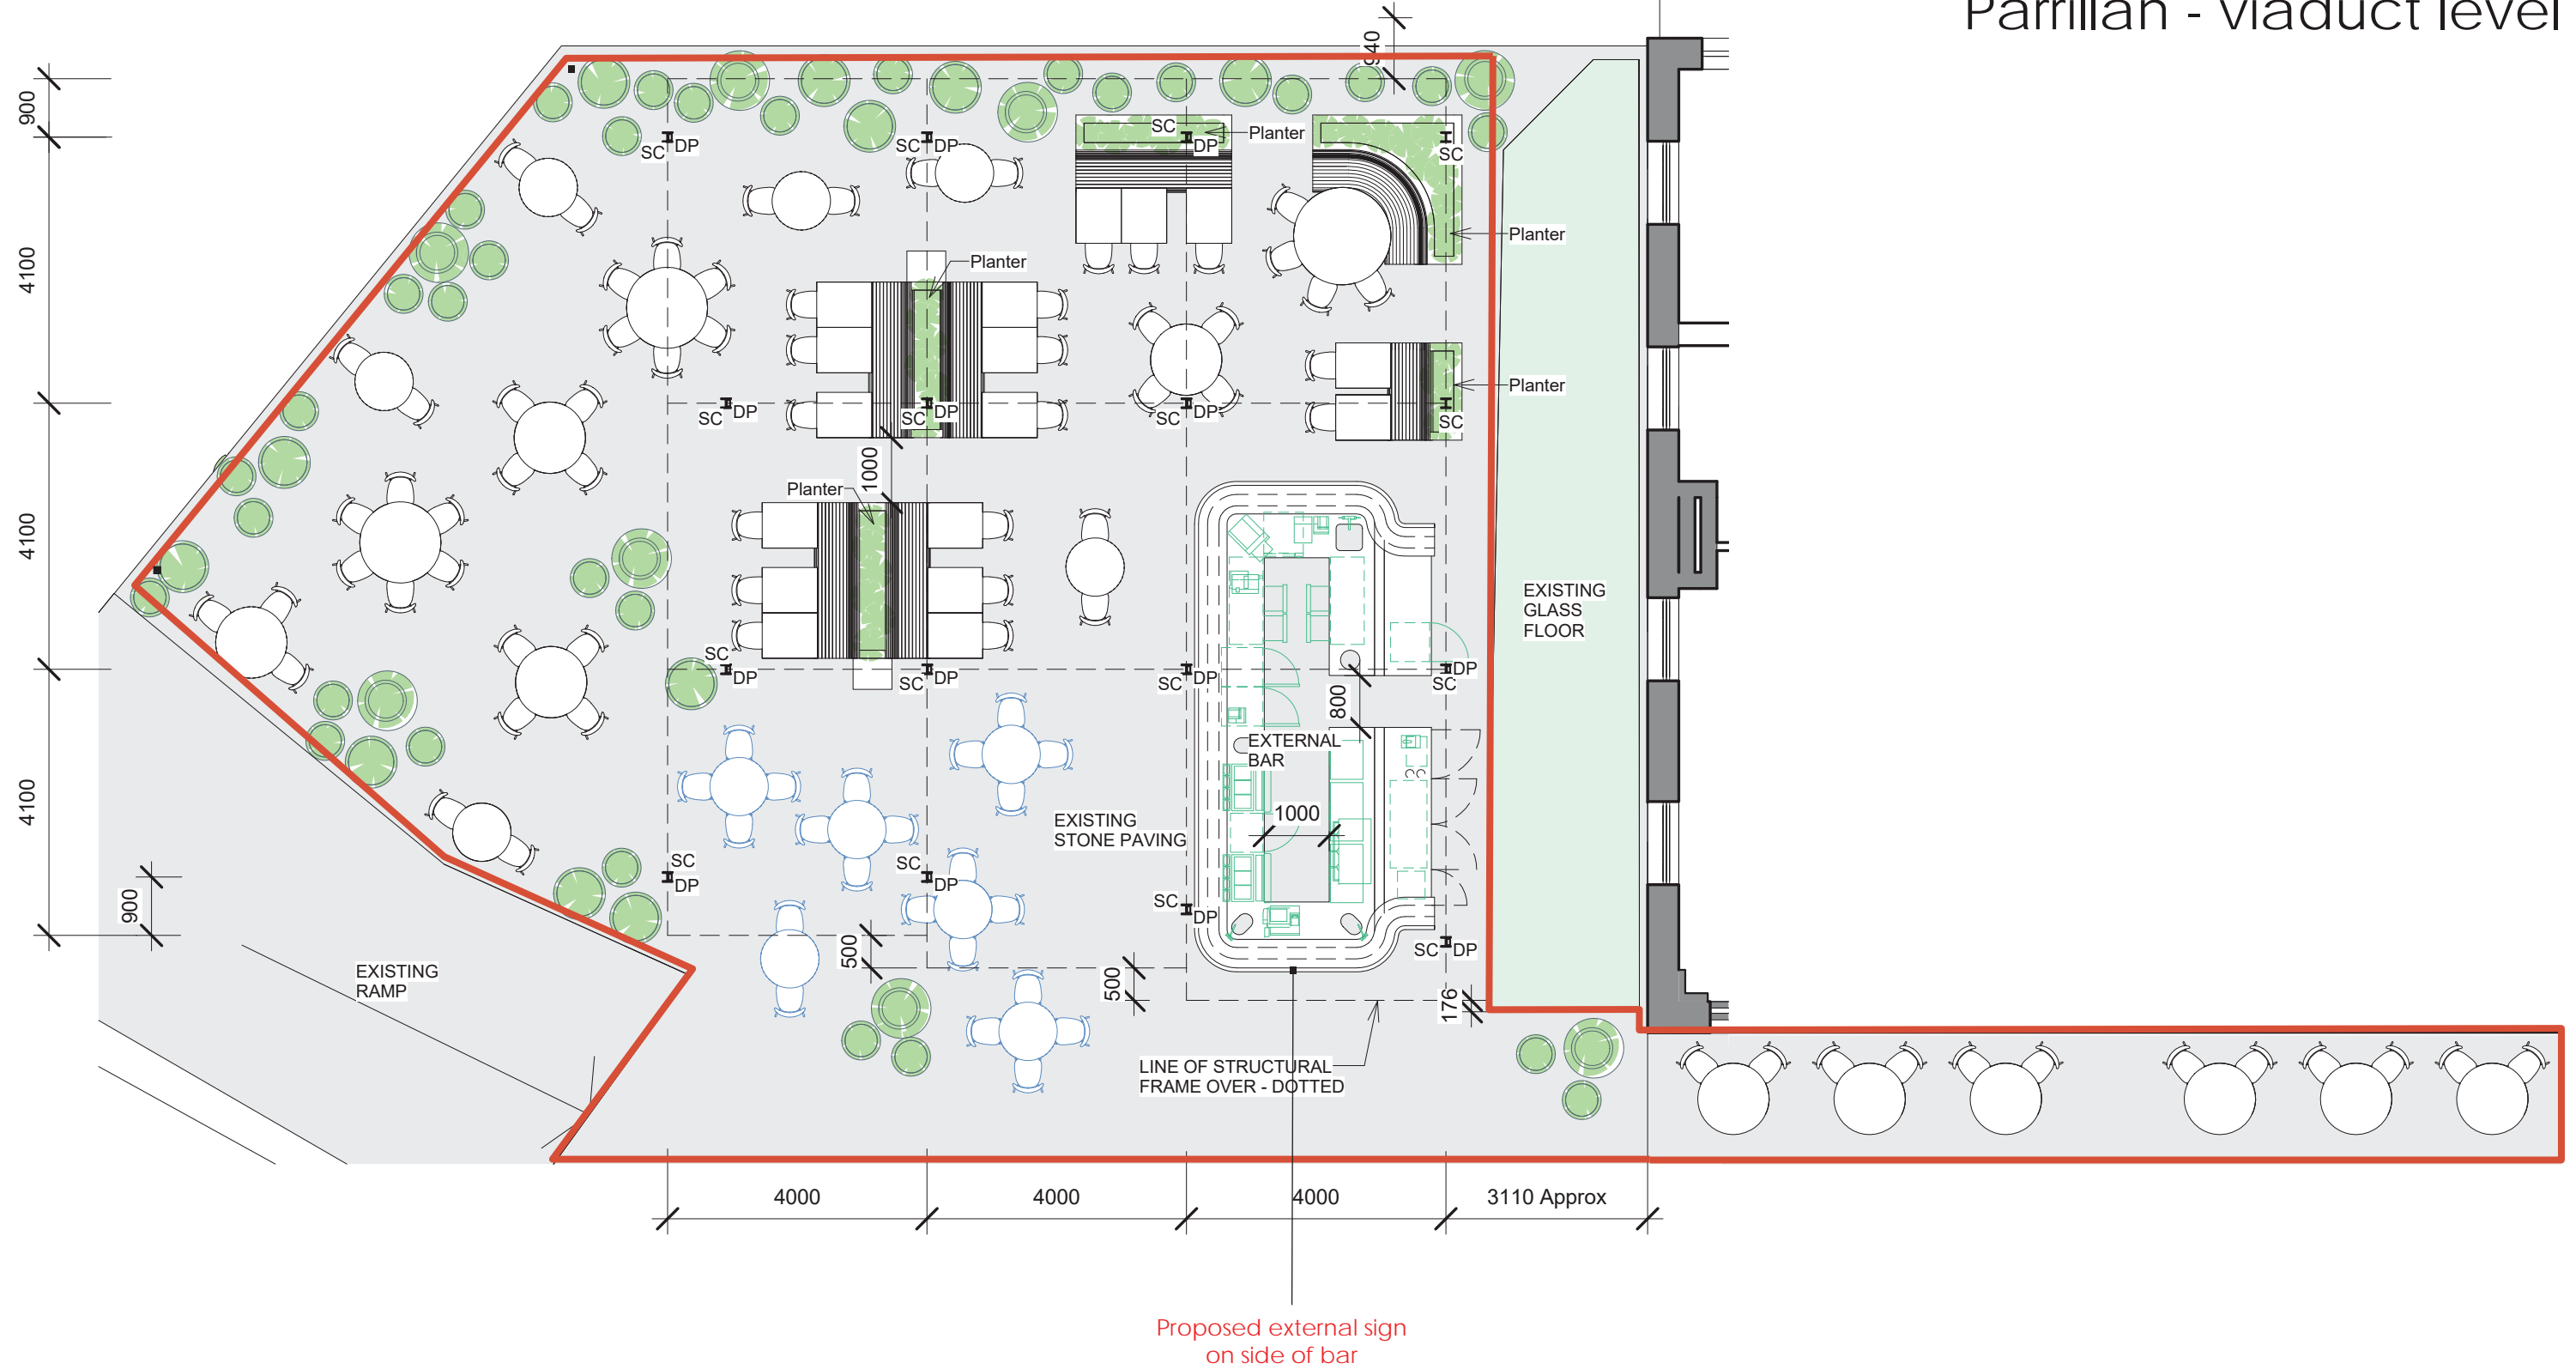 Parrillan - viaduct level
940
900
SC
DP
SC
DP
SC
DP
Planter
SC
4100
Planter
Planter
Planter
SC
DP
SC
DP
SC
DP
SC
1000
Planter
4100
EXISTING
GLASS
FLOOR
SC
DP
SC
DP
SC
DP
DP
SC
800
EXTERNAL
BAR
4100
1000
EXISTING
STONE PAVING
SC
DP
SC
DP
SC
DP
SC
DP
900
500
500
176
EXISTING
RAMP
LINE OF STRUCTURAL
FRAME OVER - DOTTED
4000
4000
4000
3110 Approx
Proposed external sign
on side of bar